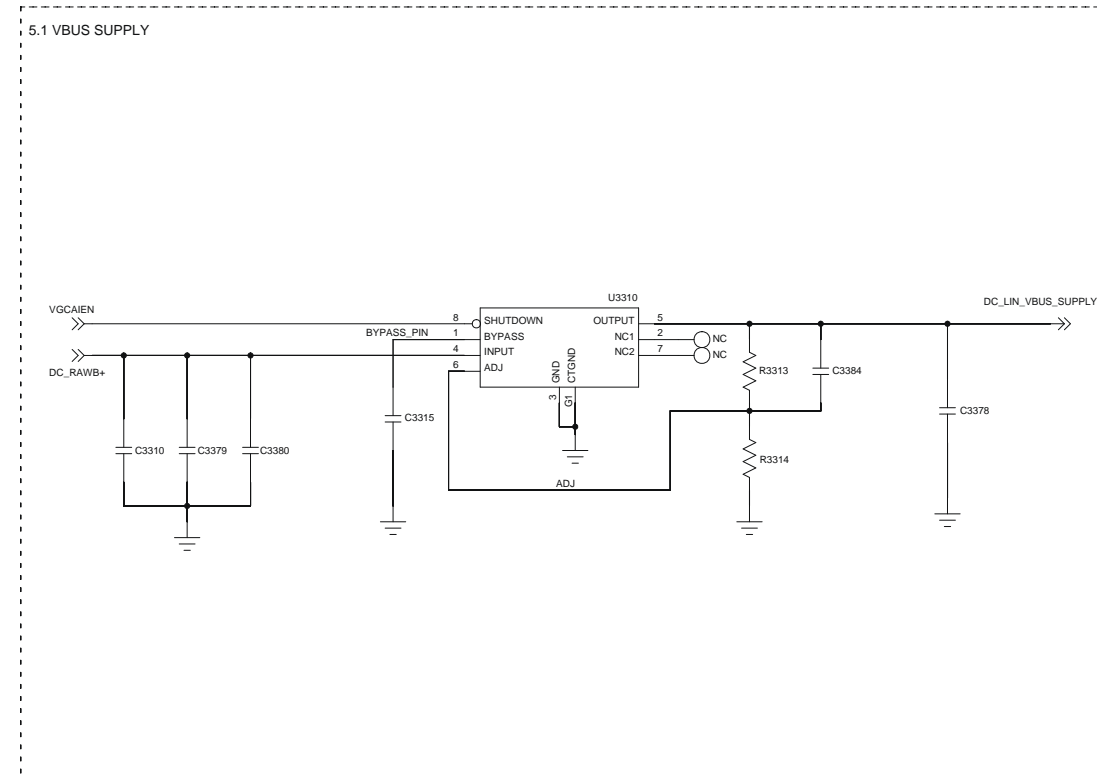 5.1 VBUS SUPPLY
U3310
VGCAIEN
DC_LIN_VBUS_SUPPLY
8
SHUTDOWN
OUTPUT
5
BYPASS_PIN
1
BYPASS
NC1
2
NC
4
INPUT
NC2
7
NC
DC_RAWB+
6
ADJ
GND
CTGND
R3313
C3384
3
G1
C3315
C3378
C3310
C3379
C3380
R3314
ADJ